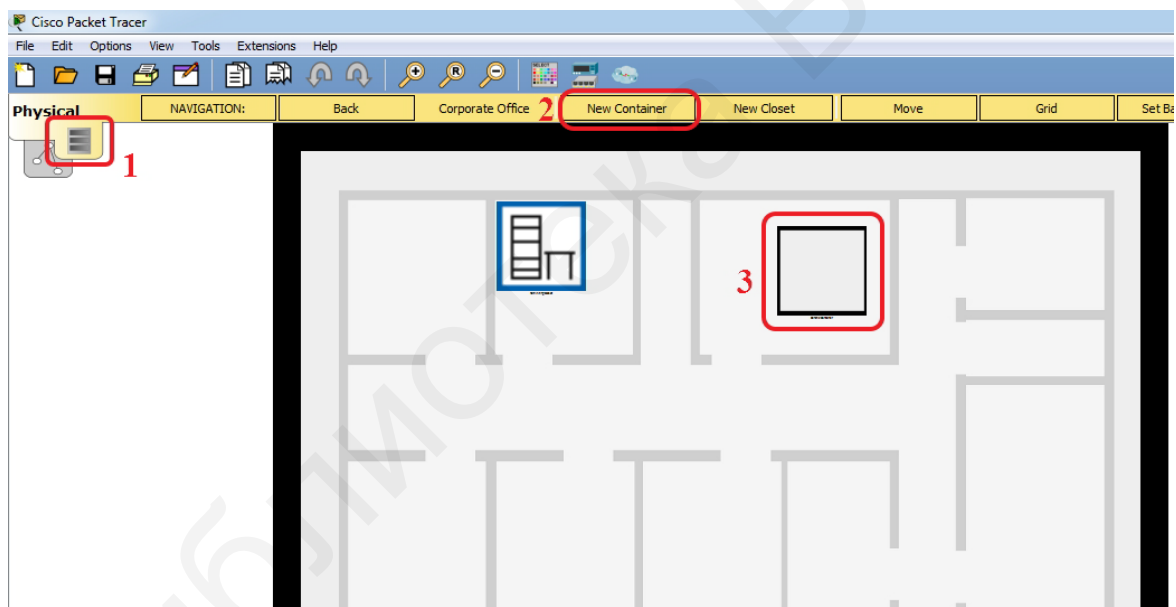 Cisco Packet Tracer
File Edit Options View Tools Extensions Help
Physical NAVIGATION: Back Corporate Office 2 New Container New Closet Move Grid Set Ba
1
3
блиотека Б